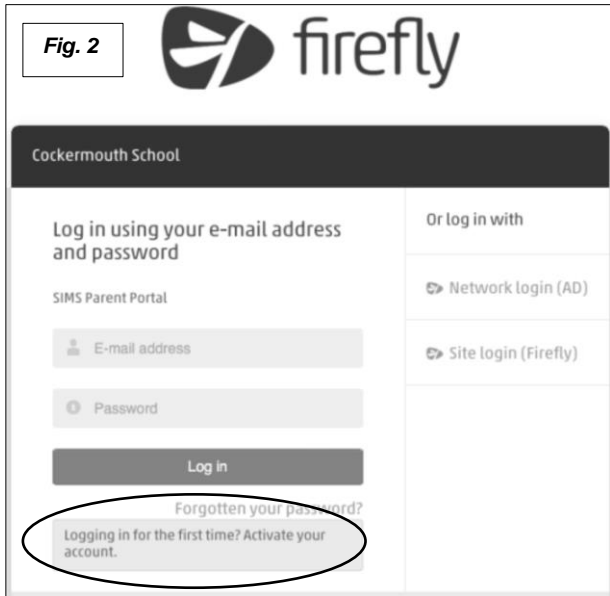 Fig. 2
firefly
Cockermouth School
Log in using your e-mail address
and password
SIMS Parent Portal
E-mail address
Password
Log in
Forgotten your password?
Logging in for the first time? Activate your
account.
Or log in with
Network login (AD)
Site login (Firefly)